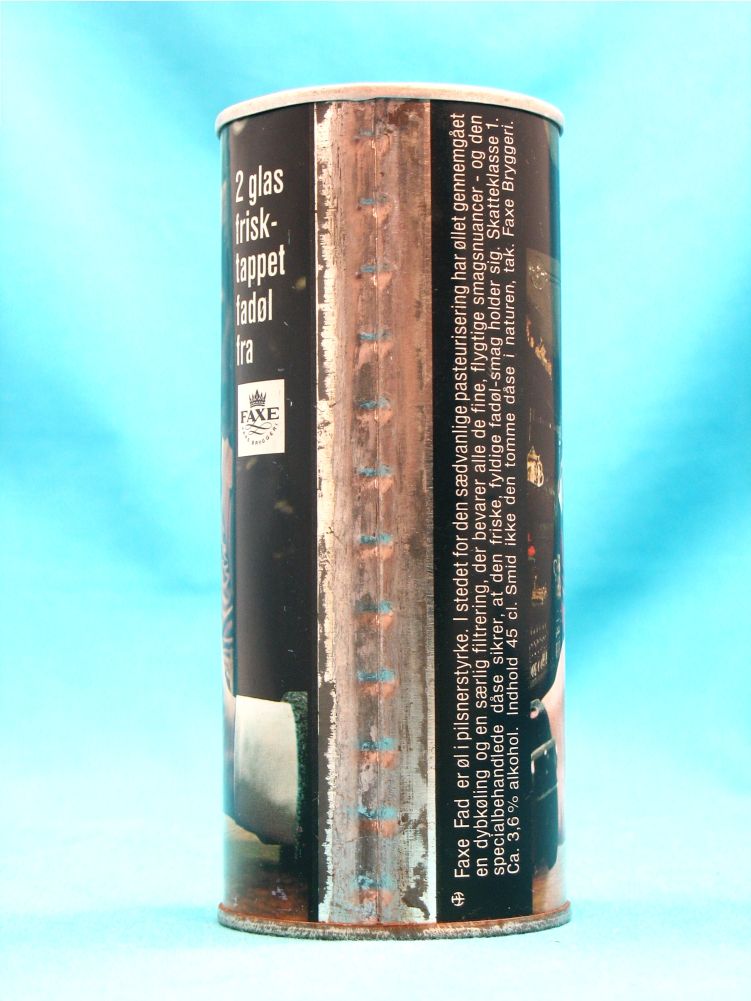 2 glas
frisk-
tappet
fadøl
fra
FAXE
FAXE BRYGGERI
Faxe Fad er øl i pilsnerstyrke. I stedet for den sædvanlige pasteurisering har øllet gennemgået
en dybkøling og en særlig filtrering, der bevarer alle de fine, flygtige smagsnuancer - og den
specialbehandlede dåse sikrer, at den friske, fyldige fadøl-smag holder sig. Skatteklasse 1.
Ca. 3,6% alkohol. Indhold 45 cl. Smid ikke den tomme dåse i naturen, tak. Faxe Bryggeri.